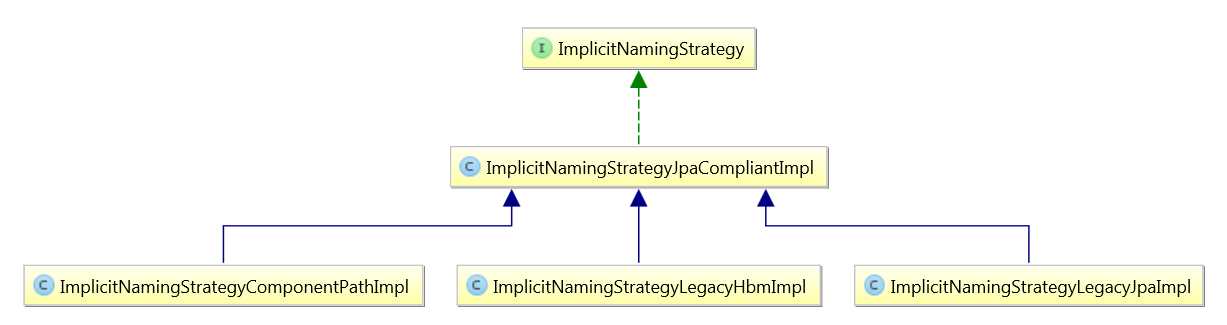 I ImplicitNamingStrategy
C ImplicitNamingStrategyJpaCompliantImpl
C ImplicitNamingStrategyComponentPathImpl
C ImplicitNamingStrategyLegacyHbmImpl
C ImplicitNamingStrategyLegacyJpaImpl